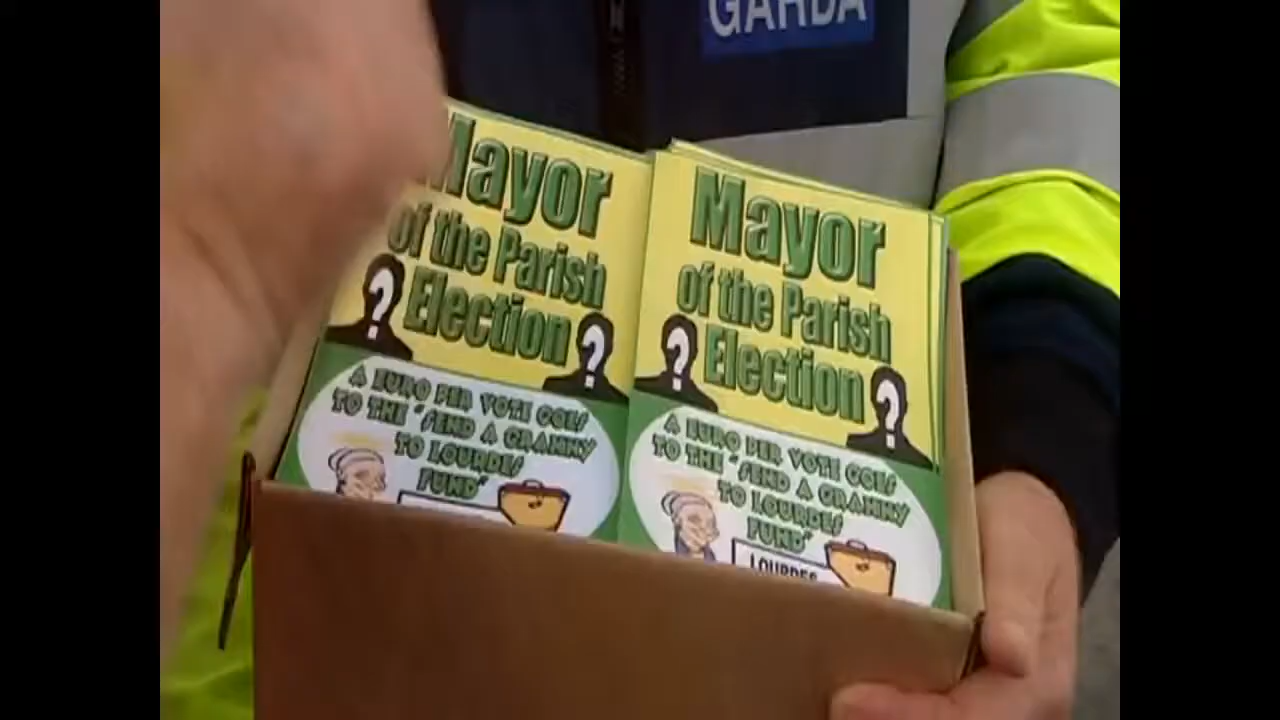 GARDA
Mayor
of the Parish
Election
?
?
A EURO PER VOTE GOES
TO THE "SEND A GRANNY
TO LOURDES
FUND"
Mayor
of the Parish
Election
?
?
A EURO PER VOTE GOES
TO THE "SEND A GRANNY
TO LOURDES
FUND"
LOURDES